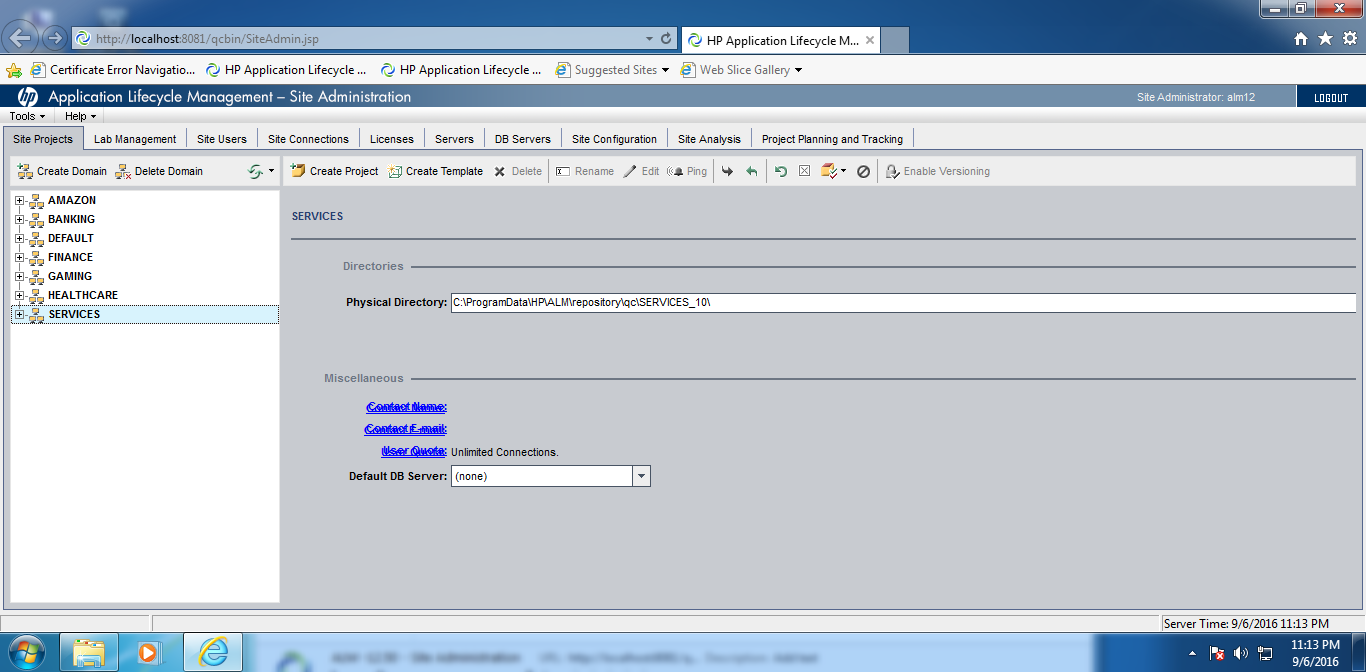 http://localhost:8081/qcbin/SiteAdmin.jsp
HP Application Lifecycle M...
Certificate Error Navigatio...
HP Application Lifecycle ...
HP Application Lifecycle ...
Suggested Sites
Web Slice Gallery
hp
Application Lifecycle Management – Site Administration
Site Administrator: alm12
LOGOUT
Tools
Help
Site Projects
Lab Management
Site Users
Site Connections
Licenses
Servers
DB Servers
Site Configuration
Site Analysis
Project Planning and Tracking
Create Domain
Delete Domain
Create Project
Create Template
Delete
Rename
Edit
Ping
Enable Versioning
AMAZON
BANKING
DEFAULT
FINANCE
GAMING
HEALTHCARE
SERVICES
SERVICES
Directories
Physical Directory: C:\ProgramData\HP\ALM\repository\qc\SERVICES_10\
Miscellaneous
Contact Name:
Contact E-mail:
User Quota: Unlimited Connections.
Default DB Server: (none)
Server Time: 9/6/2016 11:13 PM
11:13 PM
9/6/2016